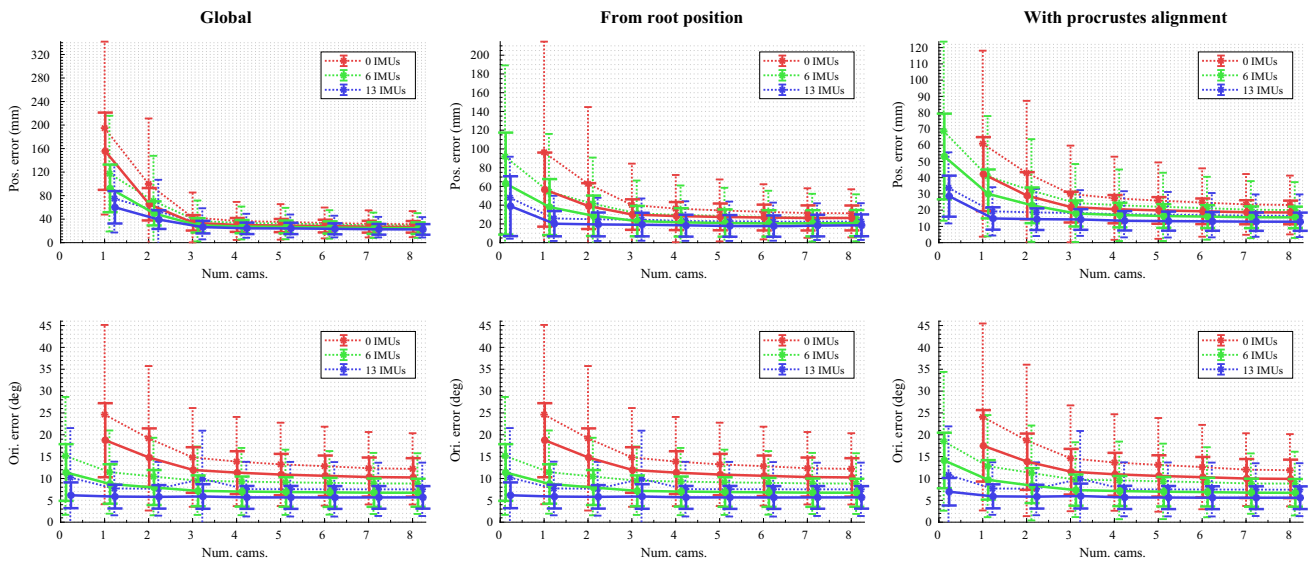 Global
From root position
With procrustes alignment
Pos. error (mm)
320
280
240
200
160
120
80
40
0
0 1 2 3 4 5 6 7 8
Num. cams.
0 IMUs
6 IMUs
13 IMUs
Pos. error (mm)
200
180
160
140
120
100
80
60
40
20
0
0 1 2 3 4 5 6 7 8
Num. cams.
0 IMUs
6 IMUs
13 IMUs
Pos. error (mm)
120
110
100
90
80
70
60
50
40
30
20
10
0
0 1 2 3 4 5 6 7 8
Num. cams.
0 IMUs
6 IMUs
13 IMUs
Ori. error (deg)
45
40
35
30
25
20
15
10
5
0
0 1 2 3 4 5 6 7 8
Num. cams.
0 IMUs
6 IMUs
13 IMUs
Ori. error (deg)
45
40
35
30
25
20
15
10
5
0
0 1 2 3 4 5 6 7 8
Num. cams.
0 IMUs
6 IMUs
13 IMUs
Ori. error (deg)
45
40
35
30
25
20
15
10
5
0
0 1 2 3 4 5 6 7 8
Num. cams.
0 IMUs
6 IMUs
13 IMUs